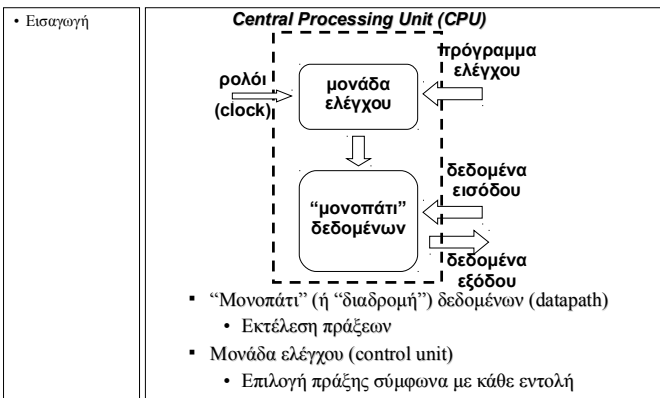 • Εισαγωγή
Central Processing Unit (CPU)
πρόγραμμα
ελέγχου
ρολόι
(clock)
μονάδα
ελέγχου
δεδομένα
εισόδου
“μονοπάτι”
δεδομένων
δεδομένα
εξόδου
▪ “Μονοπάτι” (ή “διαδρομή”) δεδομένων (datapath)
• Εκτέλεση πράξεων
▪ Μονάδα ελέγχου (control unit)
• Επιλογή πράξης σύμφωνα με κάθε εντολή